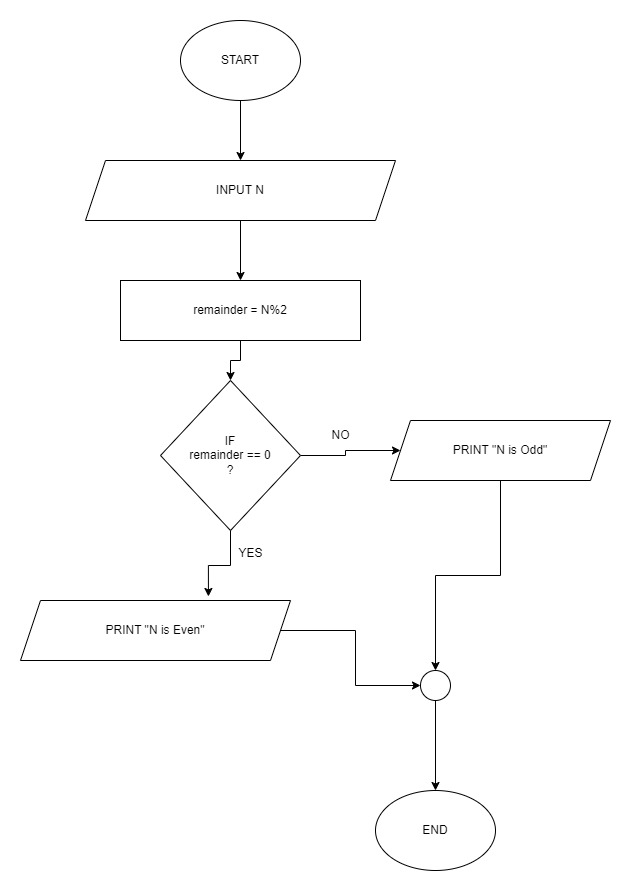 START
INPUT N
remainder = N%2
IF
remainder == 0
?
NO
PRINT "N is Odd"
YES
PRINT "N is Even"
END